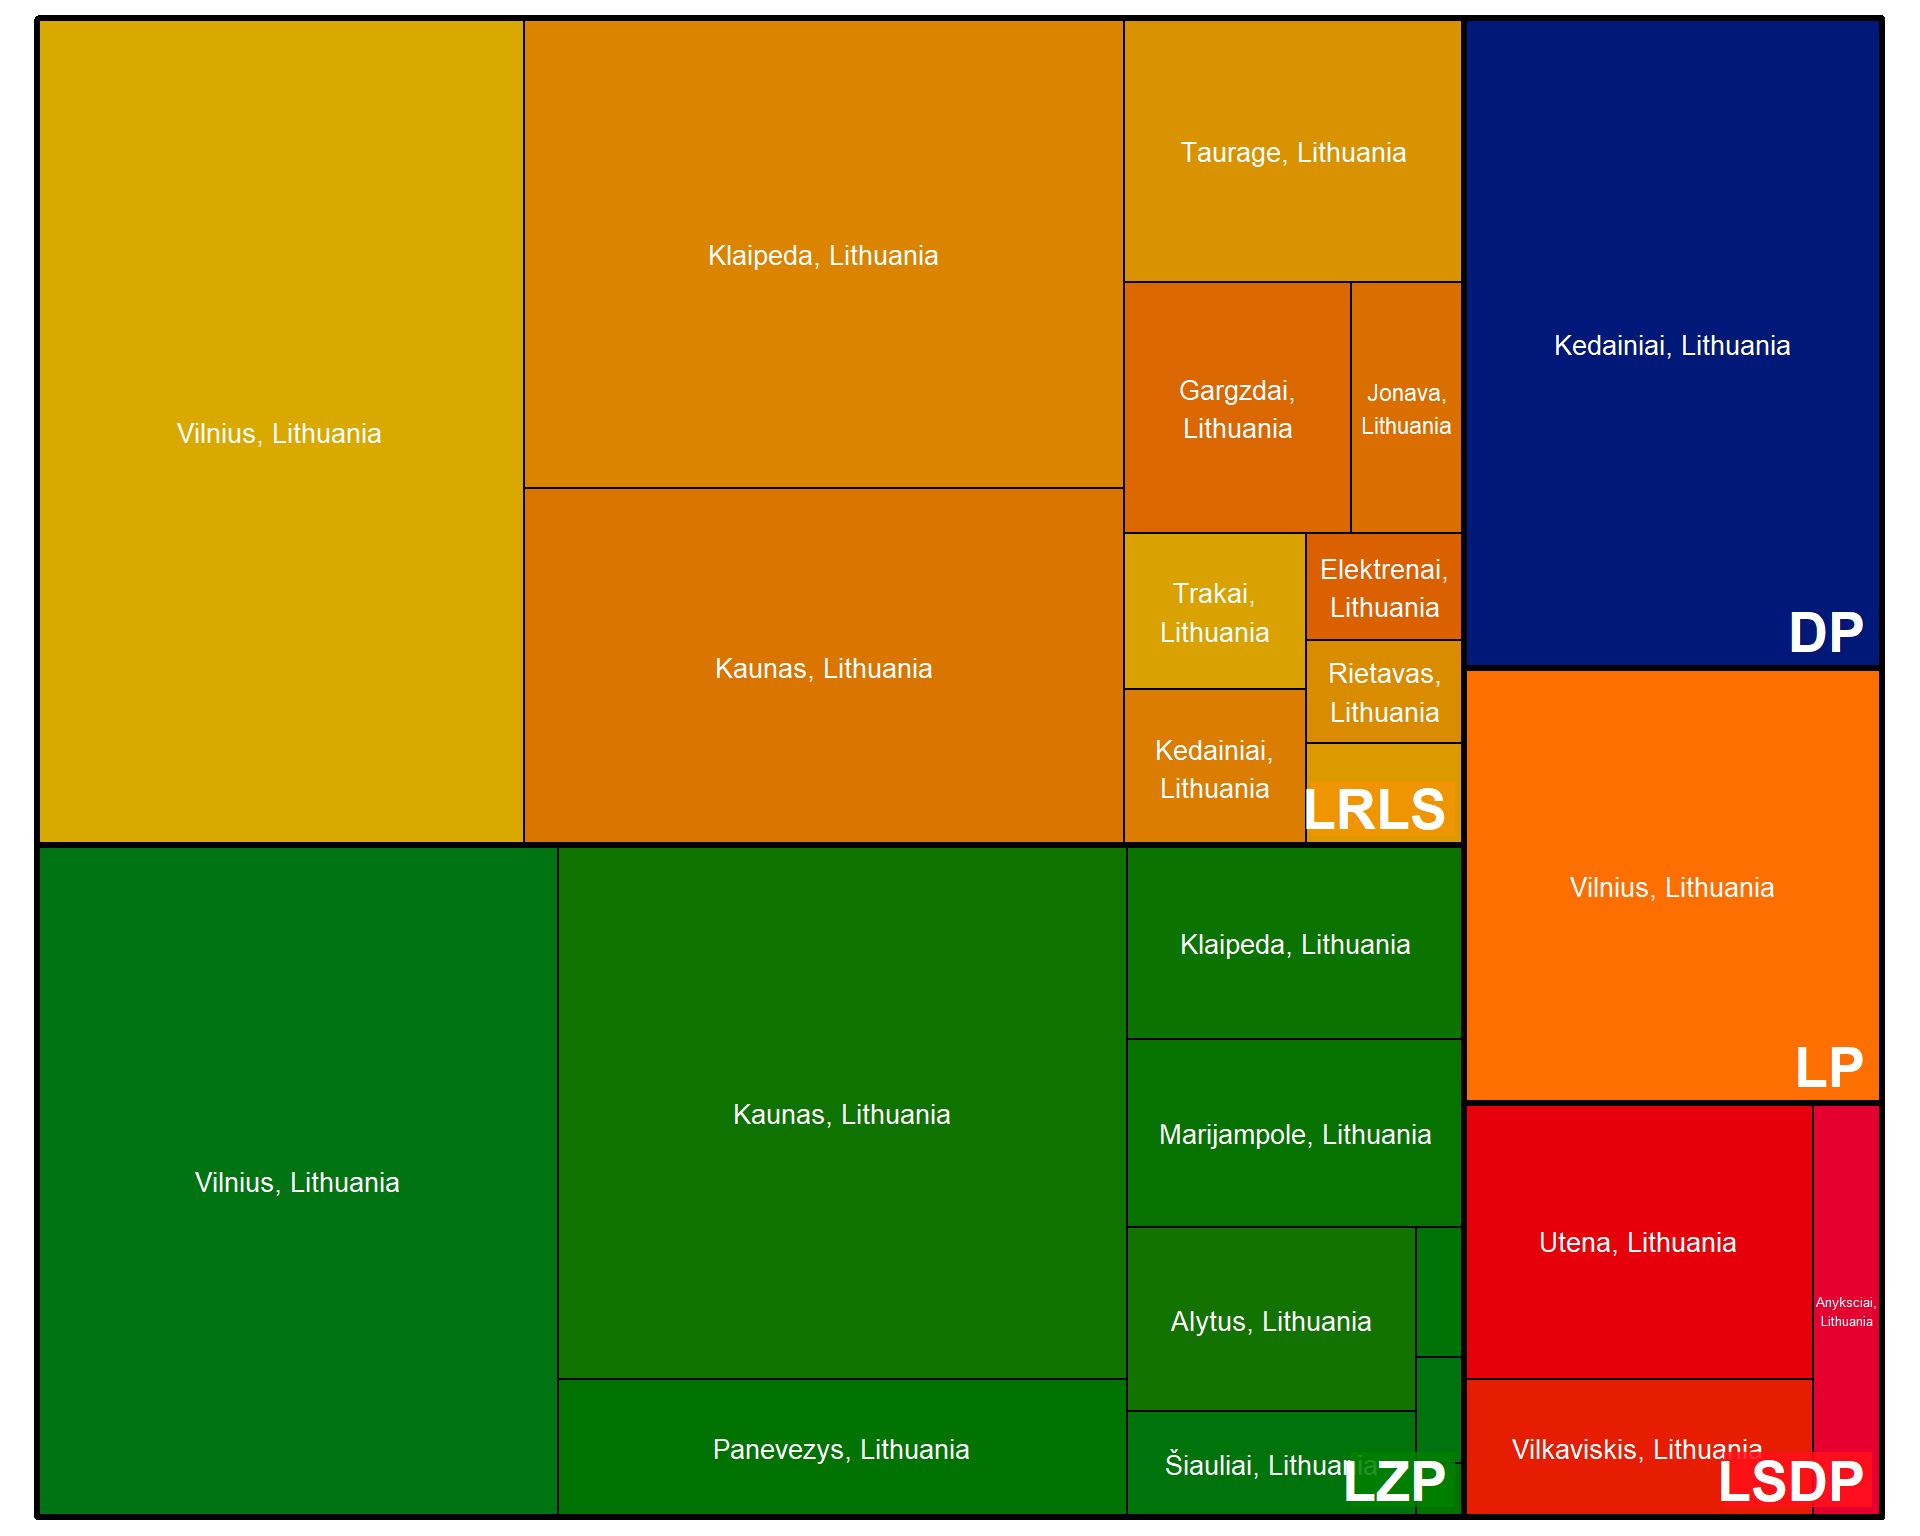 Vilnius, Lithuania
Klaipeda, Lithuania
Kaunas, Lithuania
Taurage, Lithuania
Gargzdai,
Lithuania
Jonava,
Lithuania
Trakai,
Lithuania
Elektrenai,
Lithuania
Rietavas,
Lithuania
Kedainiai,
Lithuania
LRLS
Kedainiai, Lithuania
DP
Vilnius, Lithuania
LP
Vilnius, Lithuania
Kaunas, Lithuania
Panevezys, Lithuania
Klaipeda, Lithuania
Marijampole, Lithuania
Alytus, Lithuania
Šiauliai, Lithuania
LZP
Utena, Lithuania
Anyksciai,
Lithuania
Vilkaviskis, Lithuania
LSDP